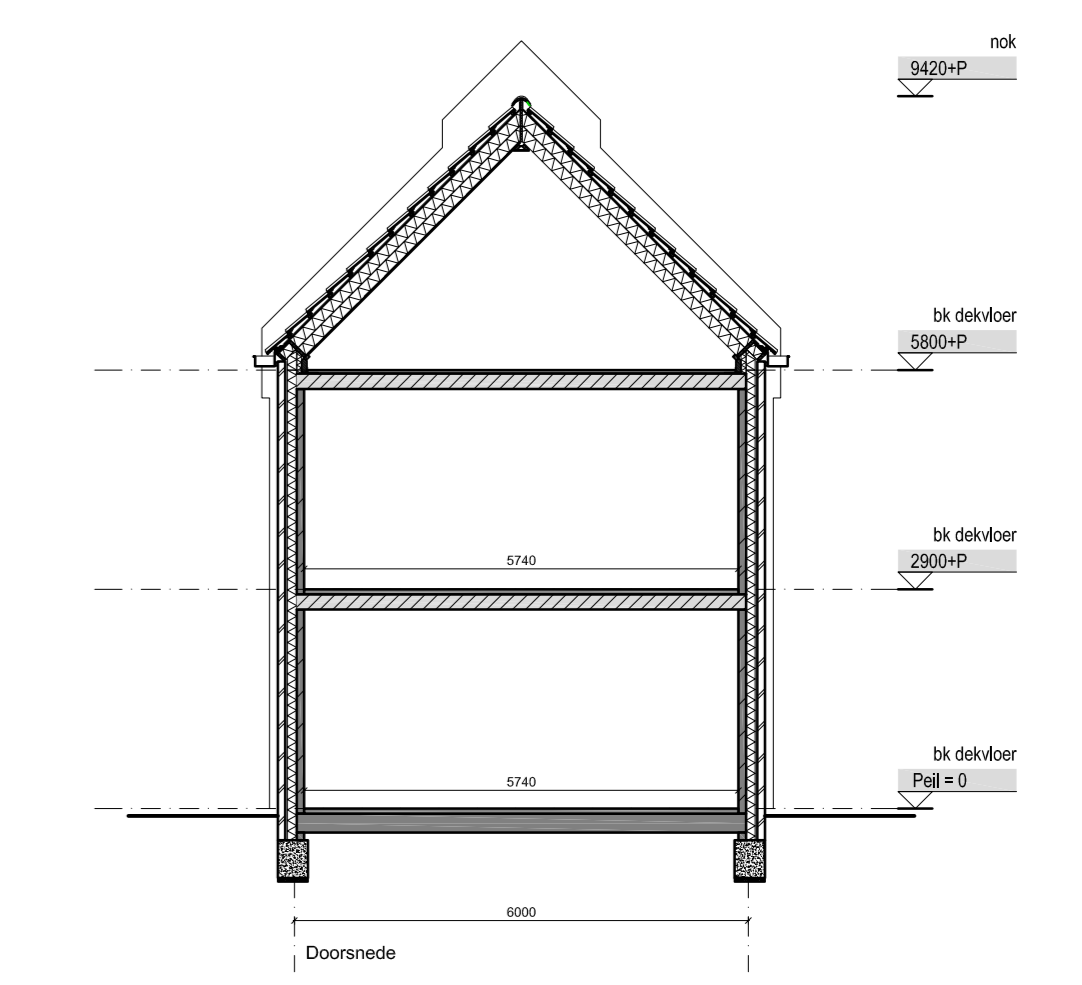 nok
9420+P
bk dekvloer
5800+P
bk dekvloer
2900+P
5740
bk dekvloer
Peil = 0
5740
6000
Doorsnede